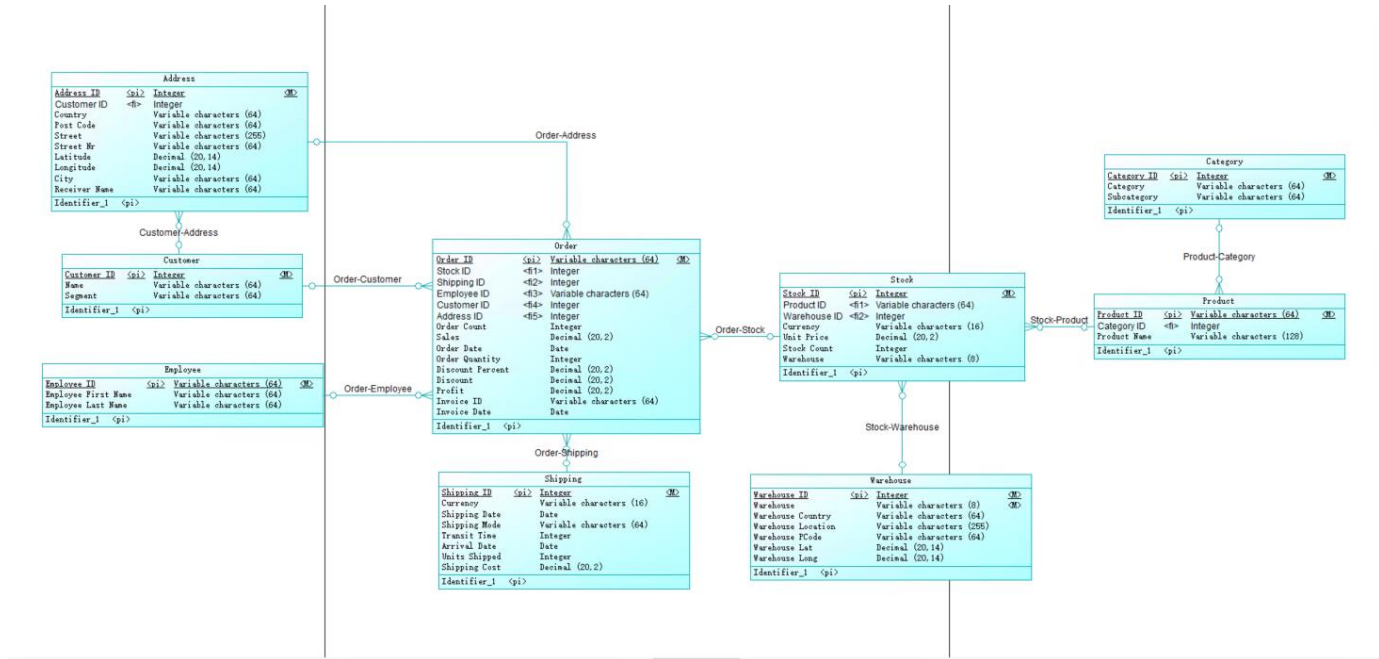 Address
Address ID <pi> Integer <M>
Customer ID <fi> Integer
Country Variable characters (64)
Post Code Variable characters (64)
Street Variable characters (255)
Street Nr Variable characters (64)
Latitude Decimal (20,14)
Longitude Decimal (20,14)
City Variable characters (64)
Receiver Name Variable characters (64)
Identifier_1 <pi>
Customer-Address
Customer
Customer ID <pi> Integer <M>
Name Variable characters (64)
Segment Variable characters (64)
Identifier_1 <pi>
Employee
Employee ID <pi> Variable characters (64) <M>
Employee First Name Variable characters (64)
Employee Last Name Variable characters (64)
Identifier_1 <pi>
Order-Address
Order-Customer
Order-Employee
Order
Order ID <pi> Variable characters (64) <M>
Stock ID <fi1> Integer
Shipping ID <fi2> Integer
Employee ID <fi3> Variable characters (64)
Customer ID <fi4> Integer
Address ID <fi5> Integer
Order Count Integer
Sales Decimal (20,2)
Order Date Date
Order Quantity Integer
Discount Percent Decimal (20,2)
Discount Decimal (20,2)
Profit Decimal (20,2)
Invoice ID Variable characters (64)
Invoice Date Date
Identifier_1 <pi>
Order-Shipping
Shipping
Shipping ID <pi> Integer <M>
Currency Variable characters (16)
Shipping Date Date
Shipping Mode Variable characters (64)
Transit Time Integer
Arrival Date Date
Units Shipped Integer
Shipping Cost Decimal (20,2)
Identifier_1 <pi>
Order-Stock
Stock
Stock ID <pi> Integer <M>
Product ID <fi1> Variable characters (64)
Warehouse ID <fi2> Integer
Currency Variable characters (16)
Unit Price Decimal (20,2)
Stock Count Integer
Warehouse Variable characters (8)
Identifier_1 <pi>
Stock-Warehouse
Warehouse
Warehouse ID <pi> Integer <M>
Warehouse Variable characters (8) <M>
Warehouse Country Variable characters (64)
Warehouse Location Variable characters (255)
Warehouse PCode Variable characters (64)
Warehouse Lat Decimal (20,14)
Warehouse Long Decimal (20,14)
Identifier_1 <pi>
Stock-Product
Category
Category ID <pi> Integer <M>
Category Variable characters (64)
Subcategory Variable characters (64)
Identifier_1 <pi>
Product-Category
Product
Product ID <pi> Variable characters (64) <M>
Category ID <fi> Integer
Product Name Variable characters (128)
Identifier_1 <pi>